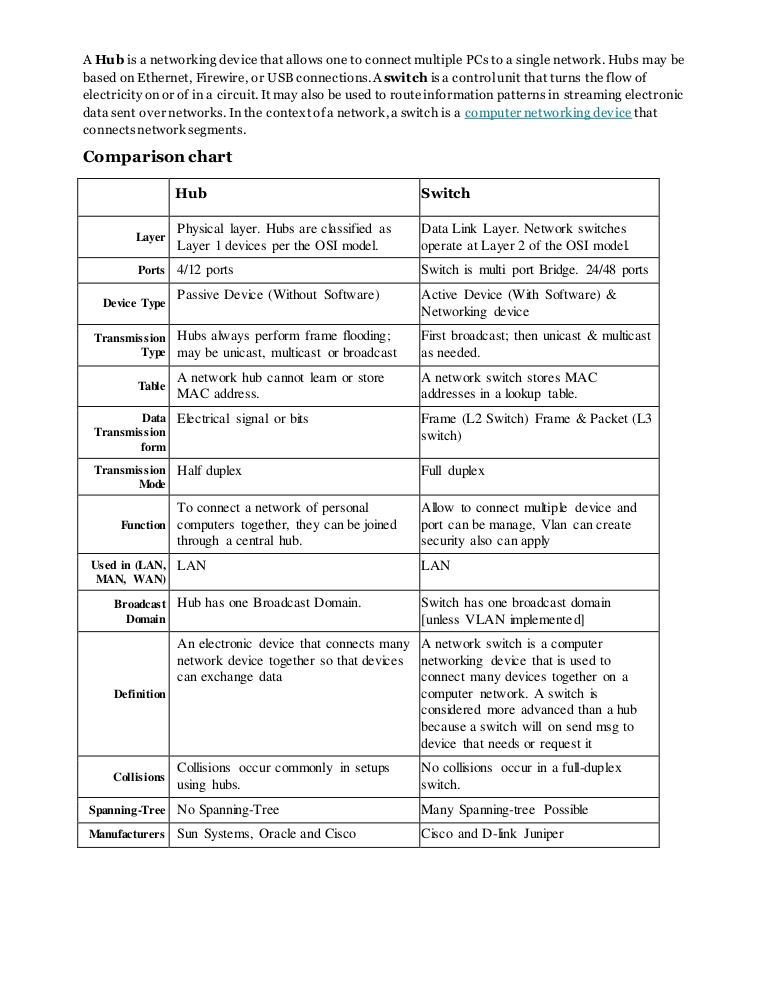 A Hub is a networking device that allows one to connect multiple PCs to a single network. Hubs may be
based on Ethernet, Firewire, or USB connections. A switch is a control unit that turns the flow of
electricity on or of in a circuit. It may also be used to route information patterns in streaming electronic
data sent over networks. In the context of a network, a switch is a computer networking device that
connects network segments.
Comparison chart
Hub
Switch
Layer
Physical layer. Hubs are classified as
Layer 1 devices per the OSI model.
Data Link Layer. Network switches
operate at Layer 2 of the OSI model.
Ports
4/12 ports
Switch is multi port Bridge. 24/48 ports
Device Type
Passive Device (Without Software)
Active Device (With Software) &
Networking device
Transmission
Type
Hubs always perform frame flooding;
may be unicast, multicast or broadcast
First broadcast; then unicast & multicast
as needed.
Table
A network hub cannot learn or store
MAC address.
A network switch stores MAC
addresses in a lookup table.
Data
Transmission
form
Electrical signal or bits
Frame (L2 Switch) Frame & Packet (L3
switch)
Transmission
Mode
Half duplex
Full duplex
Function
To connect a network of personal
computers together, they can be joined
through a central hub.
Allow to connect multiple device and
port can be manage, Vlan can create
security also can apply
Used in (LAN,
MAN, WAN)
LAN
LAN
Broadcast
Domain
Hub has one Broadcast Domain.
Switch has one broadcast domain
[unless VLAN implemented]
Definition
An electronic device that connects many
network device together so that devices
can exchange data
A network switch is a computer
networking device that is used to
connect many devices together on a
computer network. A switch is
considered more advanced than a hub
because a switch will on send msg to
device that needs or request it
Collisions
Collisions occur commonly in setups
using hubs.
No collisions occur in a full-duplex
switch.
Spanning-Tree
No Spanning-Tree
Many Spanning-tree Possible
Manufacturers
Sun Systems, Oracle and Cisco
Cisco and D-link Juniper